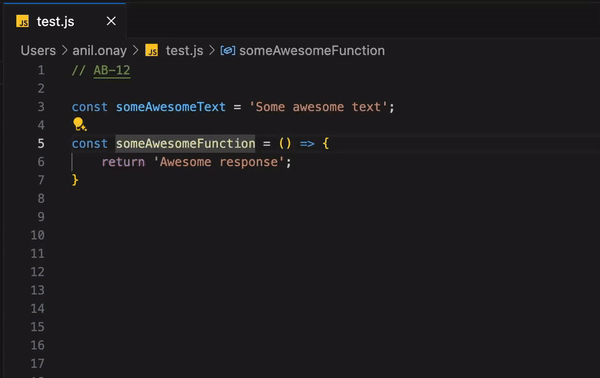 JS test.js ×
Users > anil.onay > JS test.js > someAwesomeFunction
1 // AB-12
2
3 const someAwesomeText = 'Some awesome text';
4
5 const someAwesomeFunction = () => {
6     return 'Awesome response';
7 }
8
9
10
11
12
13
14
15
16
17